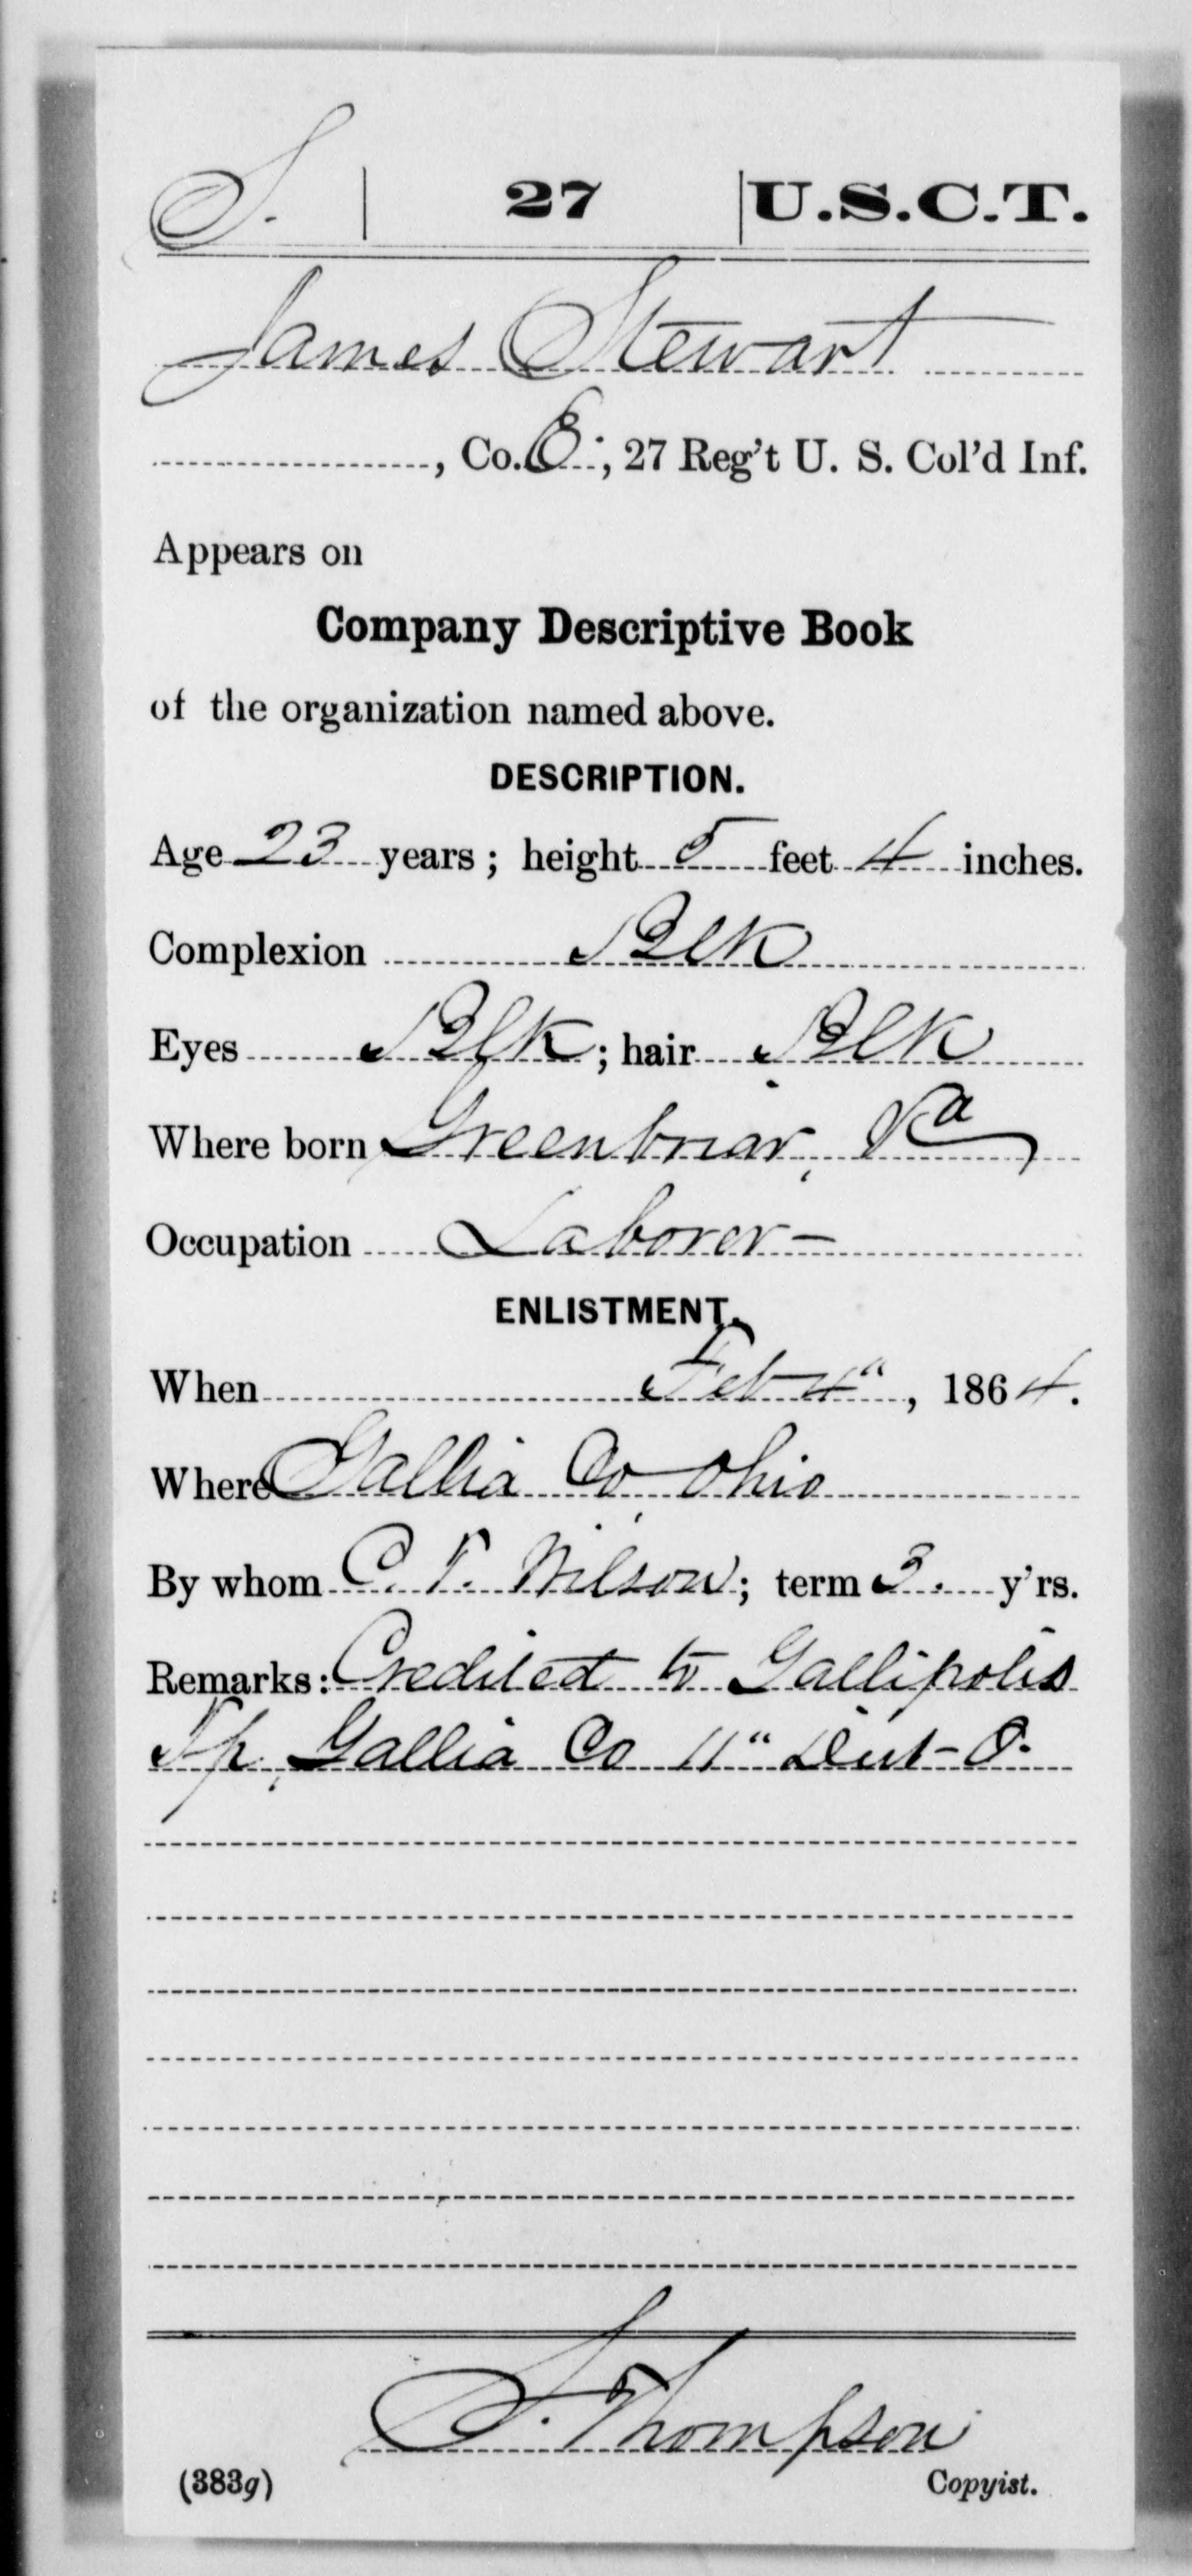 S. | 27 | U.S.C.T.
James Stewart
, Co. E; 27 Reg't U. S. Col'd Inf.
Appears on
Company Descriptive Book
of the organization named above.
DESCRIPTION.
Age 23 years; height 5 feet 4 inches.
Complexion Blk
Eyes Blk; hair Blk
Where born Greenbriar, Va
Occupation Laborer-
ENLISTMENT.
When Feb 4", 1864.
Where Gallia Co, Ohio
By whom C. T. Wilson; term 3. y'rs.
Remarks: Credited to Gallipolis
Tp, Gallia Co 11" Dist- O.
S. Thompson
(383g) Copyist.